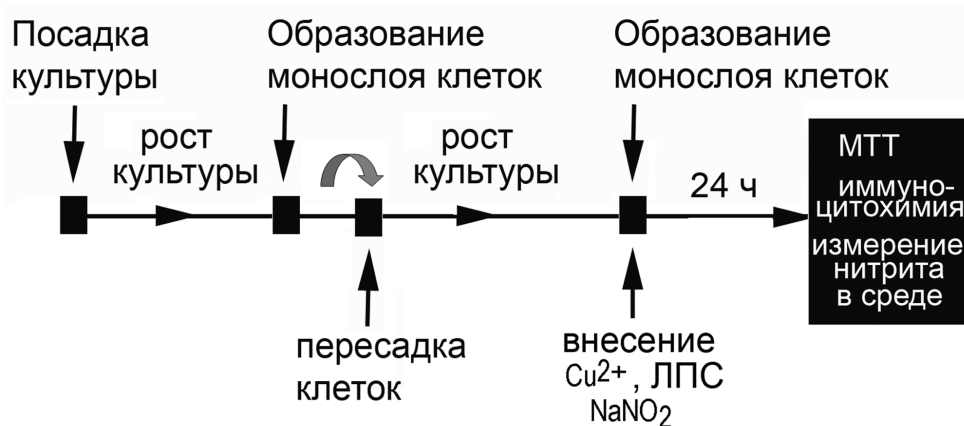 Посадка
культуры
Образование
монослоя клеток
Образование
монослоя клеток
рост
культуры
рост
культуры
24 ч
МТТ
иммуно-
цитохимия
измерение
нитрита
в среде
пересадка
клеток
внесение
Cu2+ , ЛПС
NaNO2